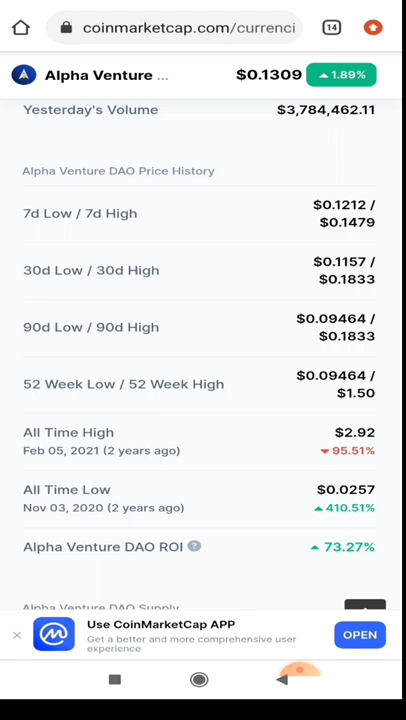 coinmarketcap.com/currenci
14
Alpha Venture ... $0.1309 1.89%
Yesterday's Volume $3,784,462.11
Alpha Venture DAO Price History
7d Low / 7d High $0.1212 /
$0.1479
30d Low / 30d High $0.1157 /
$0.1833
90d Low / 90d High $0.09464 /
$0.1833
52 Week Low / 52 Week High $0.09464 /
$1.50
All Time High $2.92
Feb 05, 2021 (2 years ago) 95.51%
All Time Low $0.0257
Nov 03, 2020 (2 years ago) 410.51%
Alpha Venture DAO ROI ? 73.27%
Alpha Venture DAO Supply
Use CoinMarketCap APP
Get a better and more comprehensive user
experience
OPEN